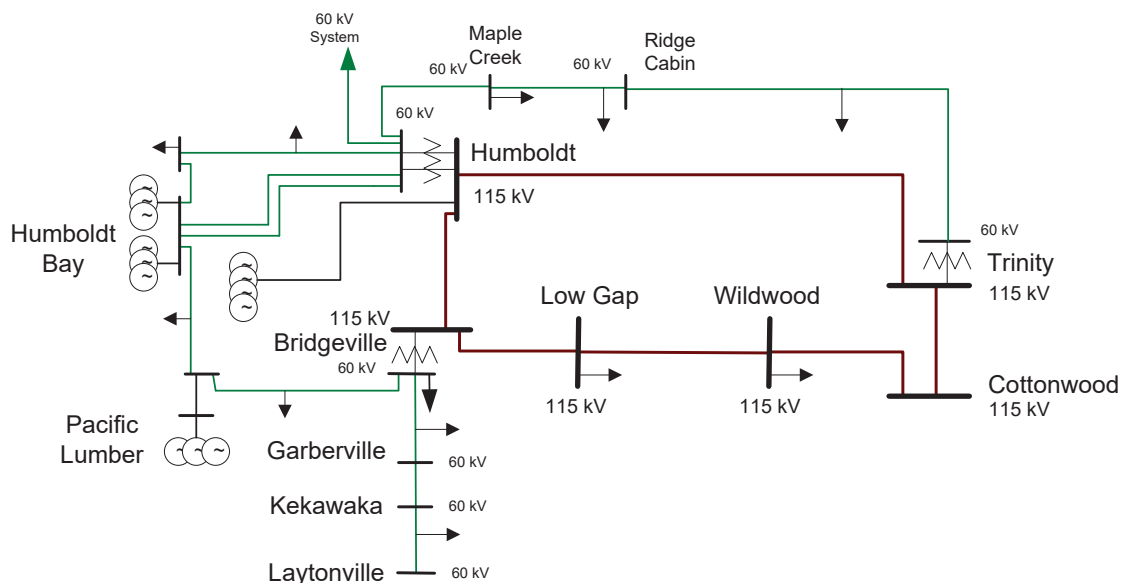 60 kV
System
Maple
Creek
Ridge
Cabin
60 kV
60 kV
60 kV
Humboldt
115 kV
Humboldt
Bay
~
~
~
~
~
~
~
~
~
~
60 kV
Trinity
115 kV
Low Gap
Wildwood
115 kV
Bridgeville
60 kV
115 kV
115 kV
Cottonwood
115 kV
Pacific
Lumber
~
~
~
Garberville
60 kV
Kekawaka
60 kV
Laytonville
60 kV